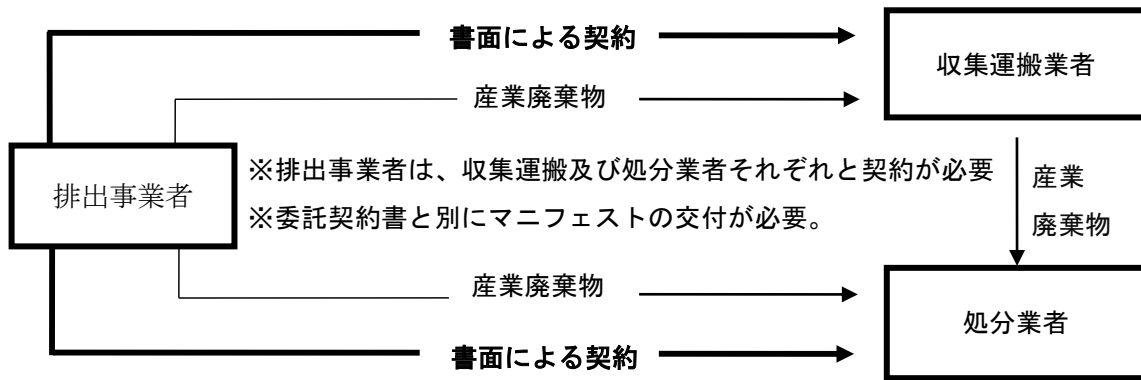 書面による契約
収集運搬業者
産業廃棄物
※排出事業者は、収集運搬及び処分業者それぞれと契約が必要
産業
排出事業者
※委託契約書と別にマニフェストの交付が必要。
廃棄物
産業廃棄物
処分業者
書面による契約